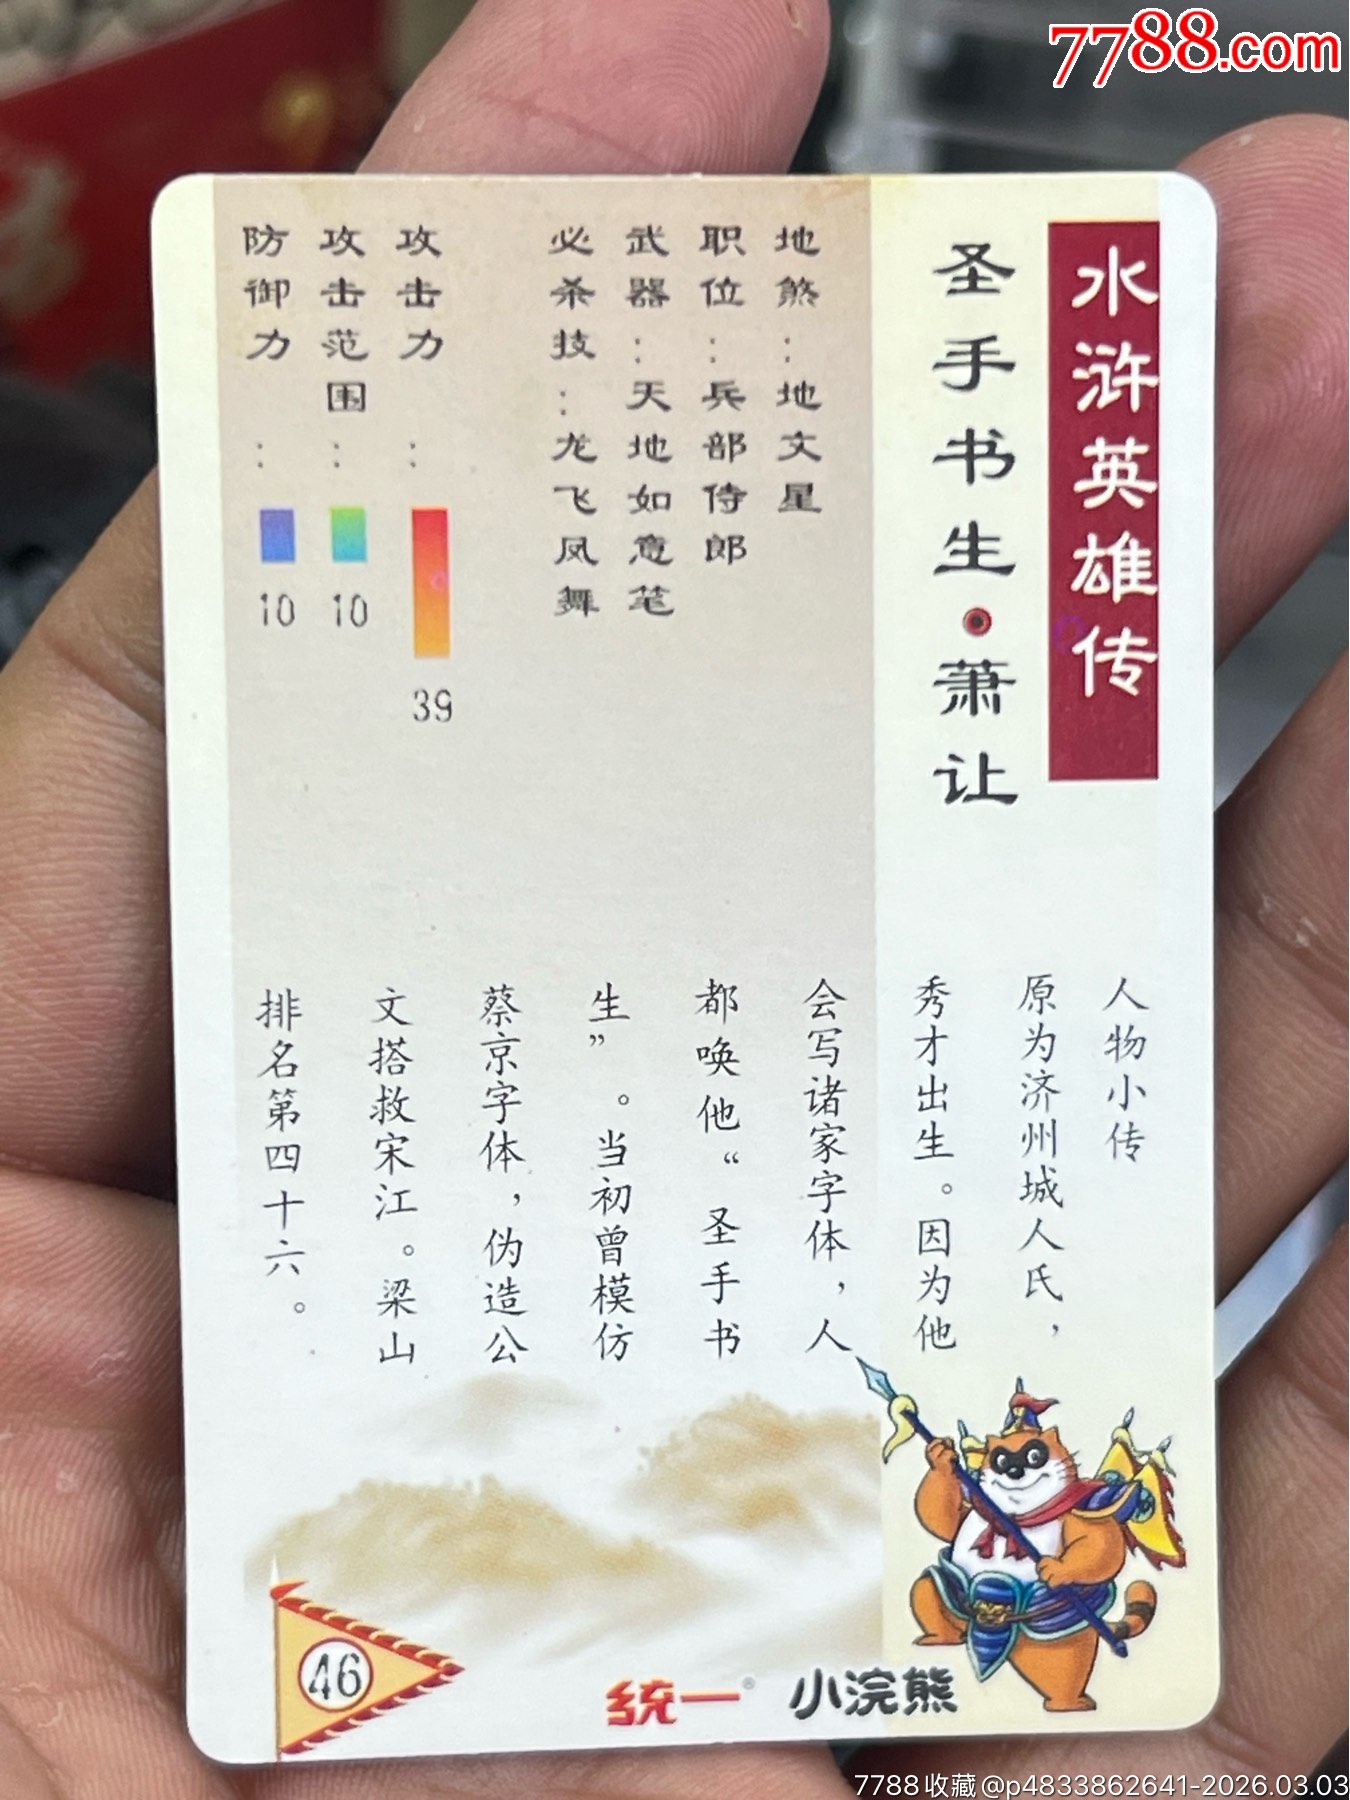 7788.com
水浒英雄传
圣手书生·萧让
地煞：地文星
职位：兵部侍郎
武器：天地如意笔
必杀技：龙飞凤舞
攻击力：39
攻击范围：10
防御力：10
人物小传
原为济州城人氏，
秀才出生。因为他
会写诸家字体，人
都唤他“圣手书
生”。当初曾模仿
蔡京字体，伪造公
文搭救宋江。梁山
排名第四十六。
46
统一® 小浣熊
7788收藏@p4833862641-2026.03.03